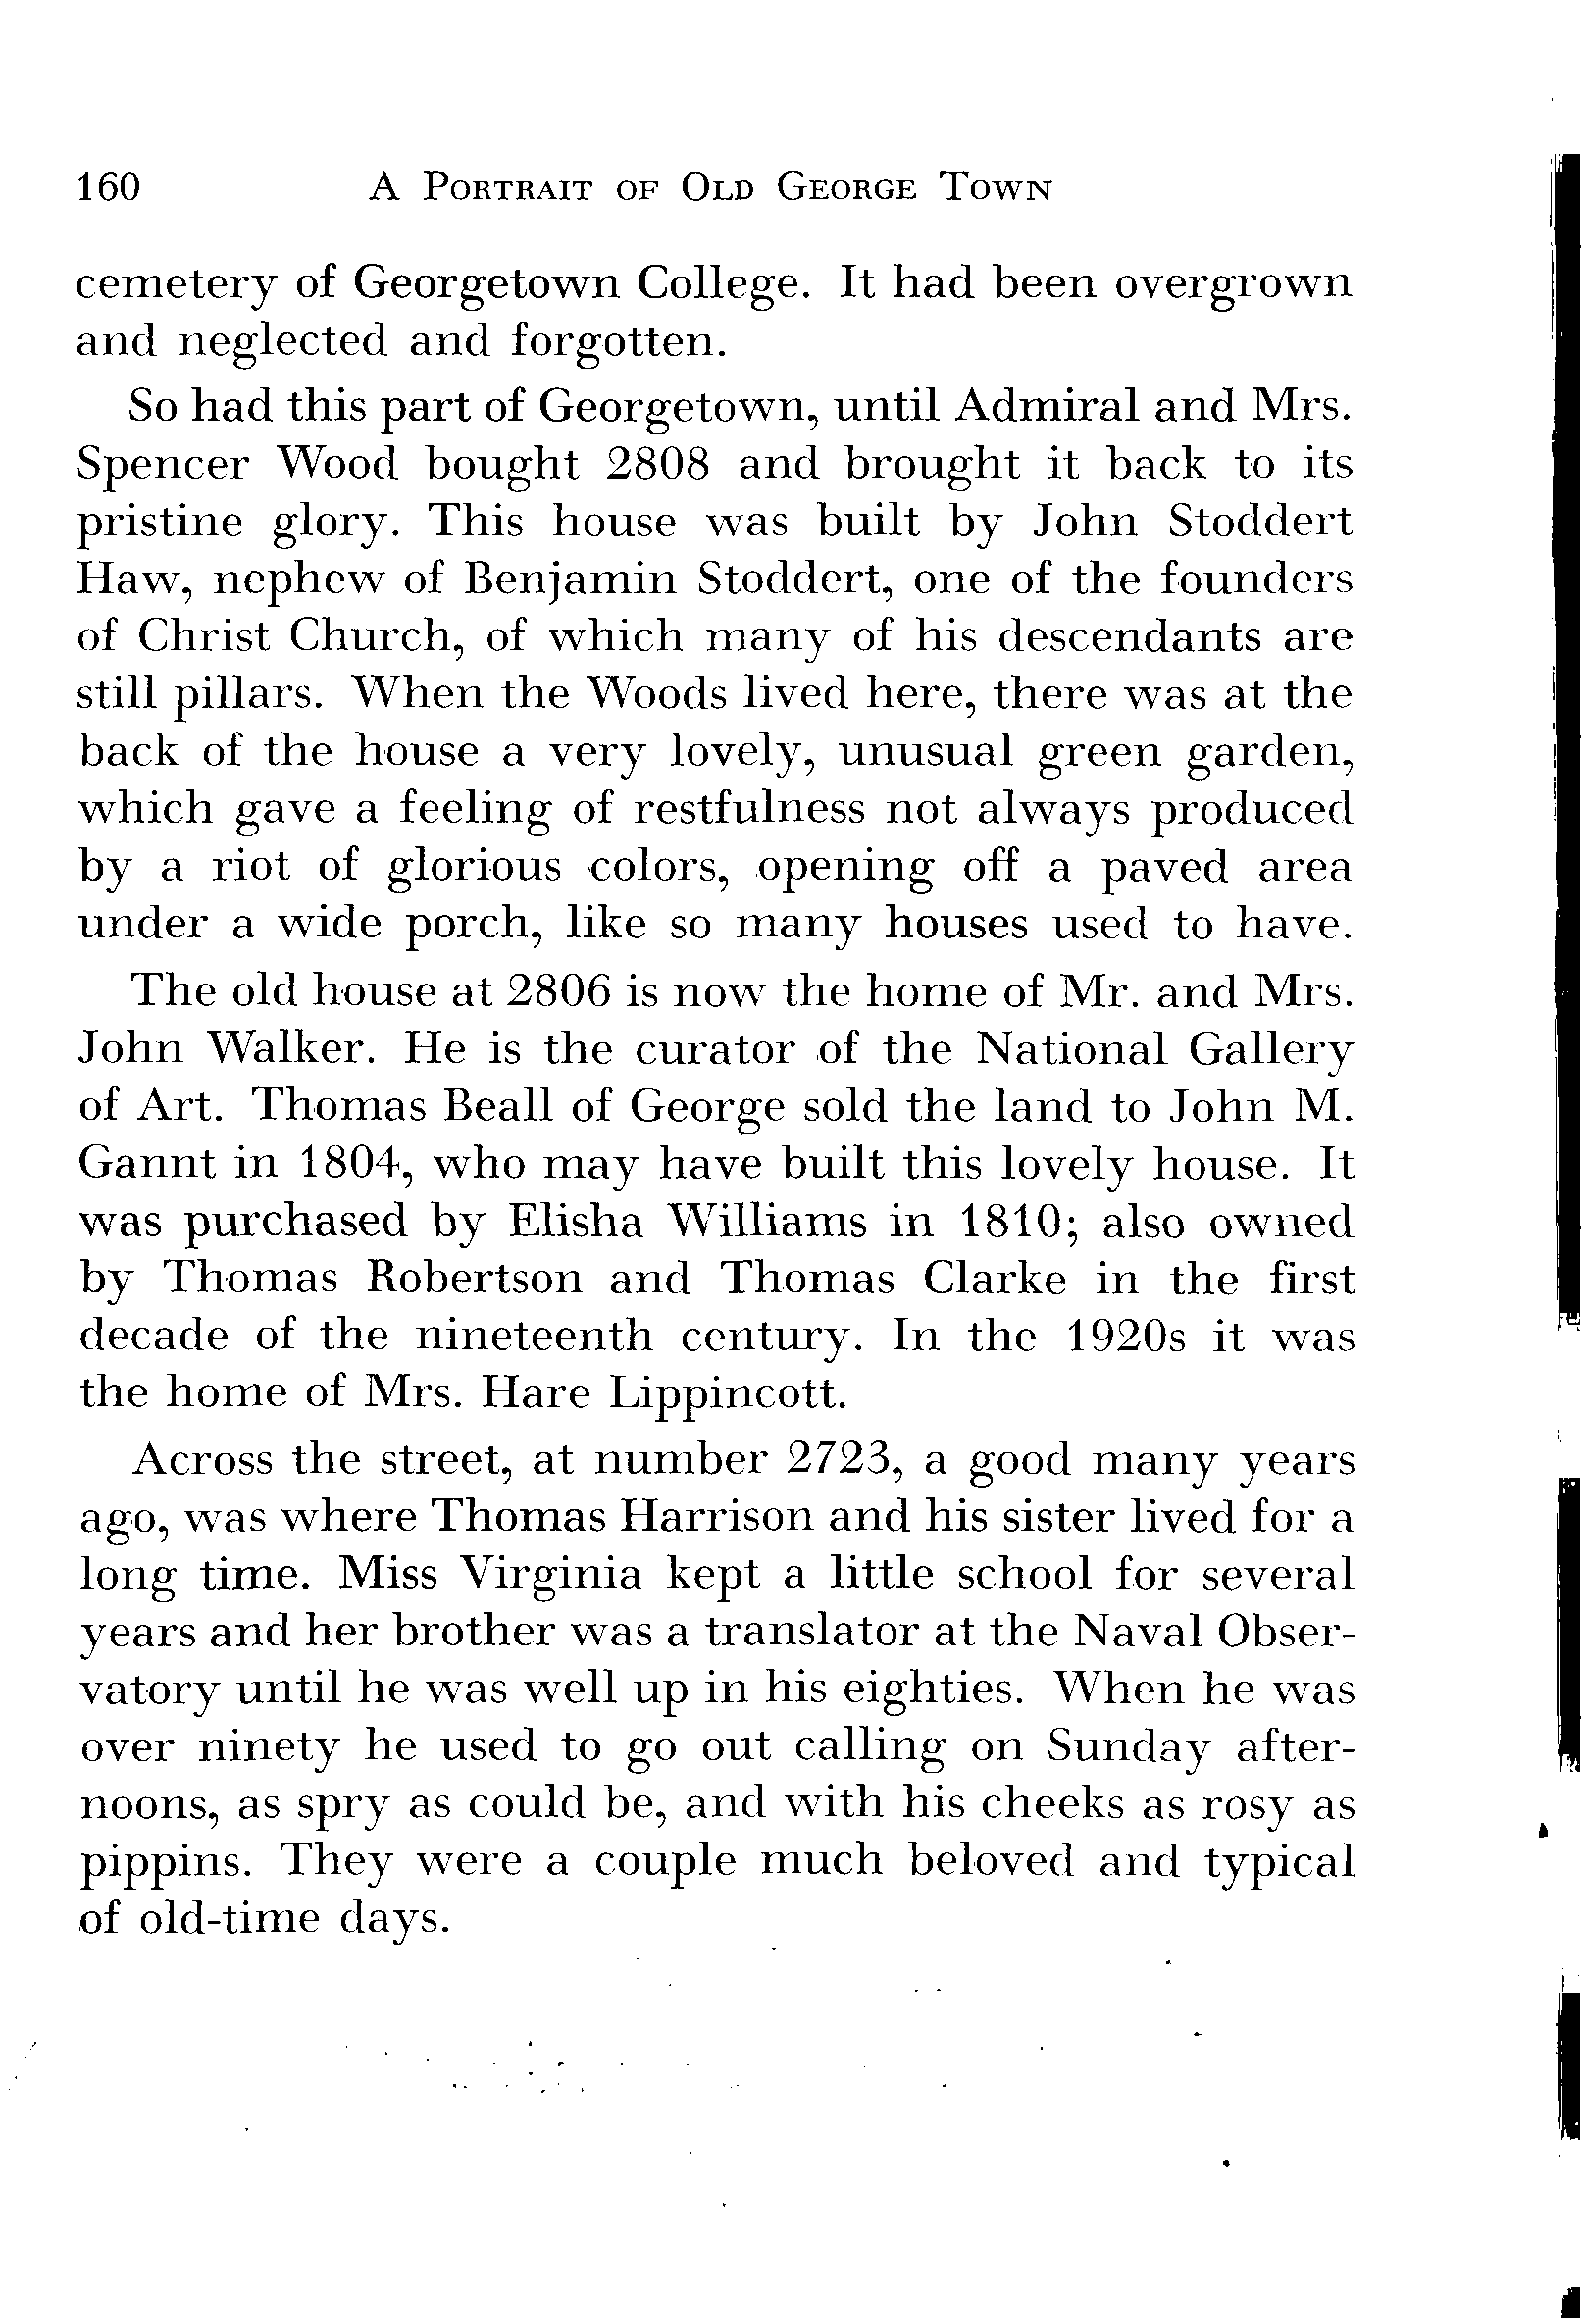 160 A Portrait of Old George Town
cemetery of Georgetown College. It had been overgrown
and neglected and forgotten.
So had this part of Georgetown, until Admiral and Mrs.
Spencer Wood bought 2808 and brought it back to its
pristine glory. This house was built by John Stoddert
Haw, nephew of Benjamin Stoddert, one of the founders
of Christ Church, of which many of his descendants are
still pillars. When the Woods lived here, there was at the
back of the house a very lovely, unusual green garden,
which gave a feeling of restfulness not always produced
by a riot of glorious colors, opening off a paved area
under a wide porch, like so many houses used to have.
The old house at 2806 is now the home of Mr. and Mrs.
John Walker. He is the curator of the National Gallery
of Art. Thomas Beall of George sold the land to John M.
Gannt in 1804, who may have built this lovely house. It
was purchased by Elisha Williams in 1810; also owned
by Thomas Robertson and Thomas Clarke in the first
decade of the nineteenth century. In the 1920s it was
the home of Mrs. Hare Lippincott.
Across the street, at number 2723, a good many years
ago, was where Thomas Harrison and his sister lived for a
long time. Miss Virginia kept a little school for several
years and her brother was a translator at the Naval Obser-
vatory until he was well up in his eighties. When he was
over ninety he used to go out calling on Sunday after-
noons, as spry as could be, and with his cheeks as rosy as
pippins. They were a couple much beloved and typical
of old-time days.